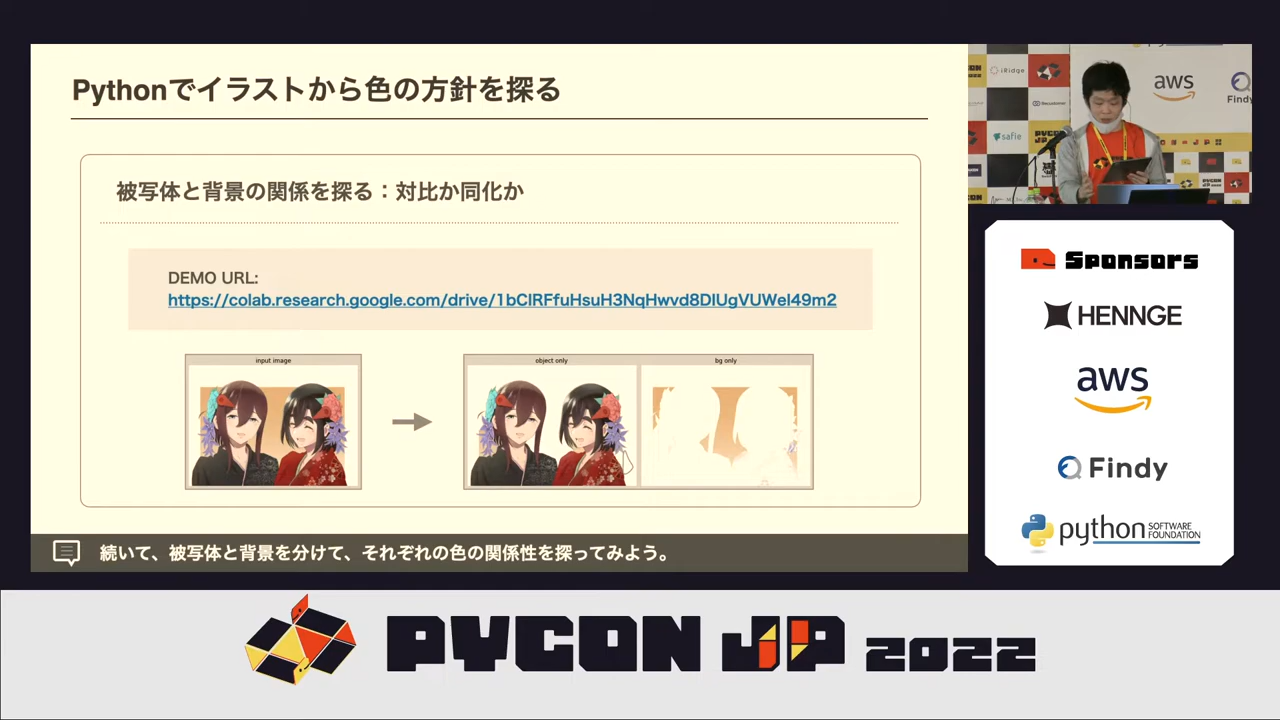 Pythonでイラストから色の方針を探る
被写体と背景の関係を探る：対比か同化か
DEMO URL:
https://colab.research.google.com/drive/1bCIRFfuHsuH3NqHwvd8DIUgVUWel49m2
input image
object only
bg only
続いて、被写体と背景を分けて、それぞれの色の関係性を探ってみよう。
iRidge
aws
Findy
safie
Sponsors
HENNGE
aws
Findy
python SOFTWARE FOUNDATION
PYCON JP 2022